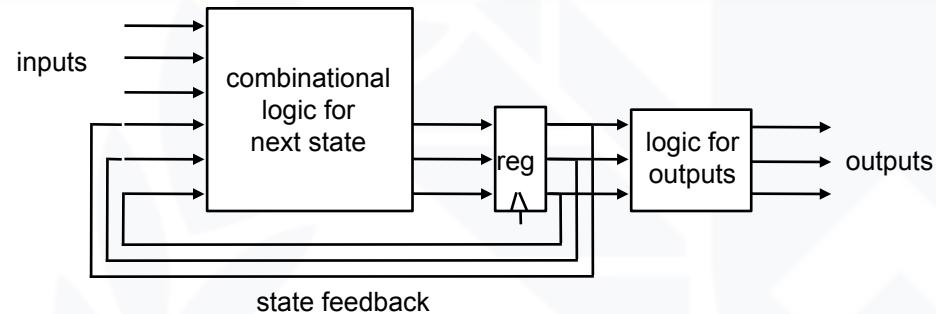 inputs
combinational
logic for
next state
reg
logic for
outputs
outputs
state feedback